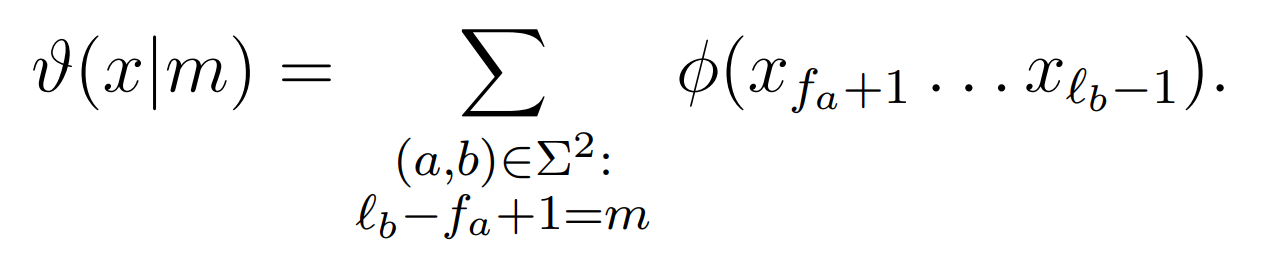 ϑ(x|m) = ∑ ϕ(x_{f_a+1} … x_{ℓ_b−1}).
(a,b)∈Σ²:
ℓ_b−f_a+1=m